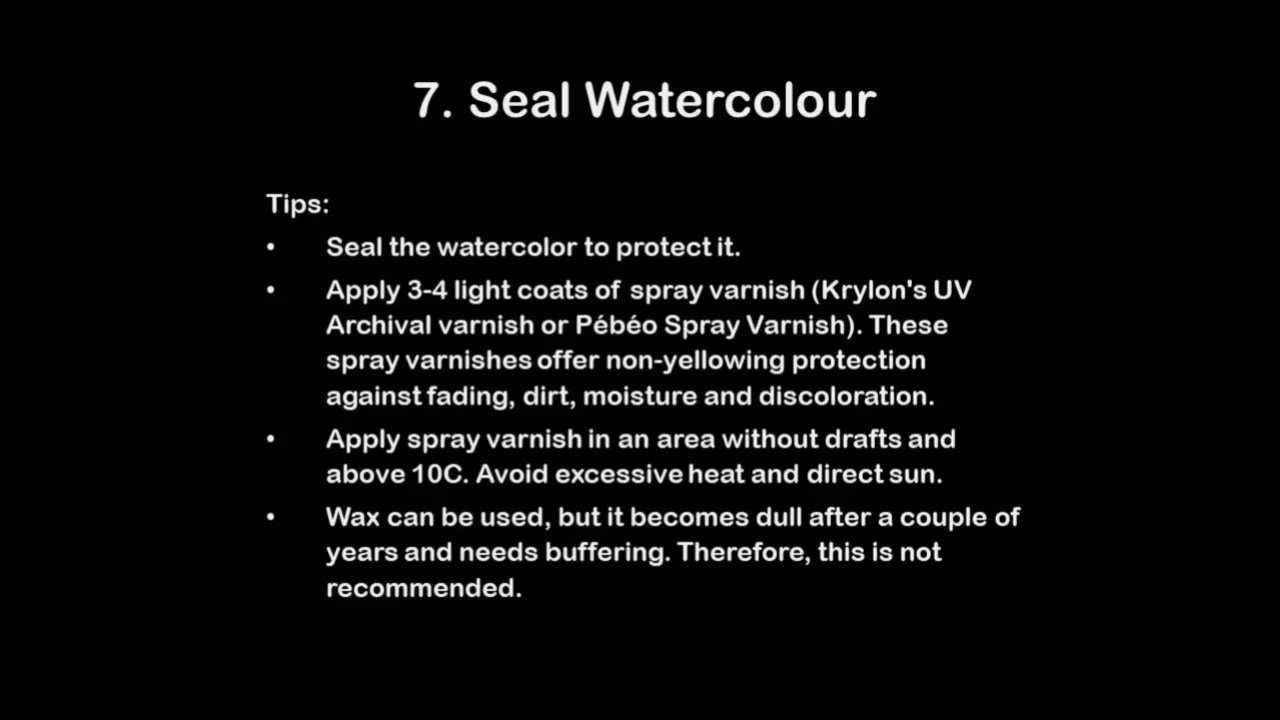 7. Seal Watercolour
Tips:
• Seal the watercolor to protect it.
• Apply 3-4 light coats of spray varnish (Krylon's UV
Archival varnish or Pébéo Spray Varnish). These
spray varnishes offer non-yellowing protection
against fading, dirt, moisture and discoloration.
• Apply spray varnish in an area without drafts and
above 10C. Avoid excessive heat and direct sun.
• Wax can be used, but it becomes dull after a couple of
years and needs buffering. Therefore, this is not
recommended.